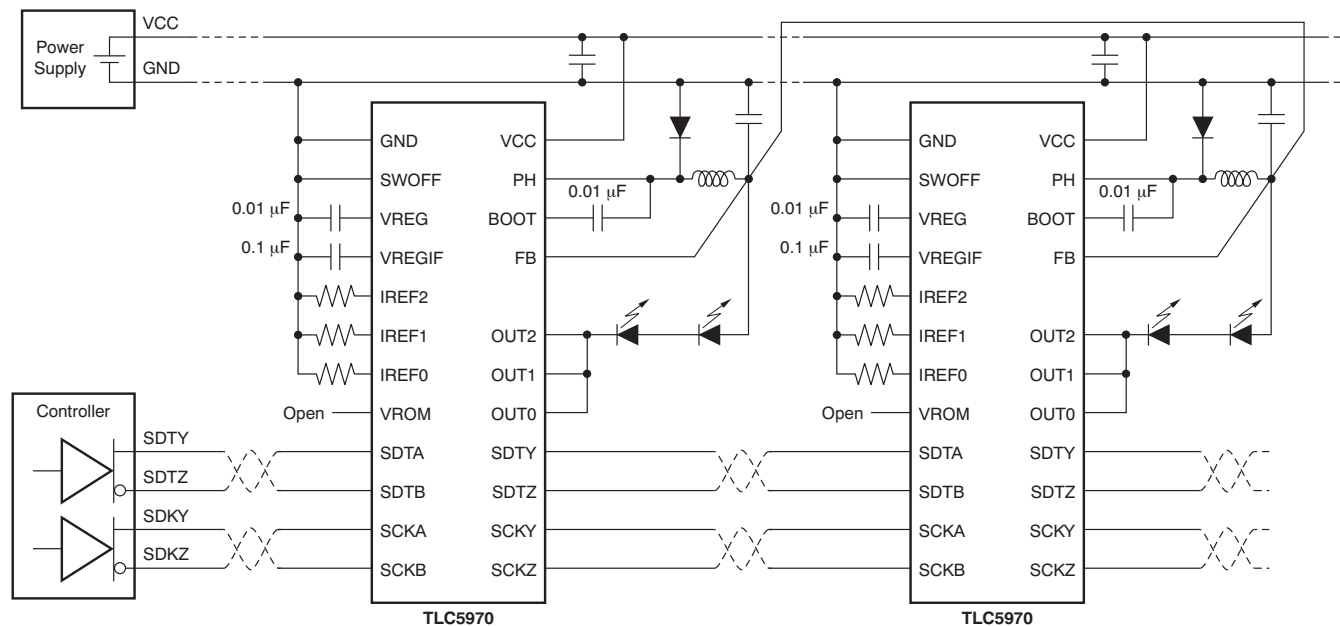 VCC
Power
Supply
GND
GND
VCC
SWOFF
PH
0.01 µF
VREG
0.01 µF
BOOT
0.1 µF
VREGIF
FB
IREF2
IREF1
OUT2
IREF0
OUT1
Open
VROM
OUT0
SDTA
SDTY
SDTB
SDTZ
SCKA
SCKY
SCKB
SCKZ
TLC5970
GND
VCC
SWOFF
PH
0.01 µF
VREG
0.01 µF
BOOT
0.1 µF
VREGIF
FB
IREF2
IREF1
OUT2
IREF0
OUT1
Open
VROM
OUT0
SDTA
SDTY
SDTB
SDTZ
SCKA
SCKY
SCKB
SCKZ
TLC5970
Controller
SDTY
SDTZ
SDKY
SDKZ